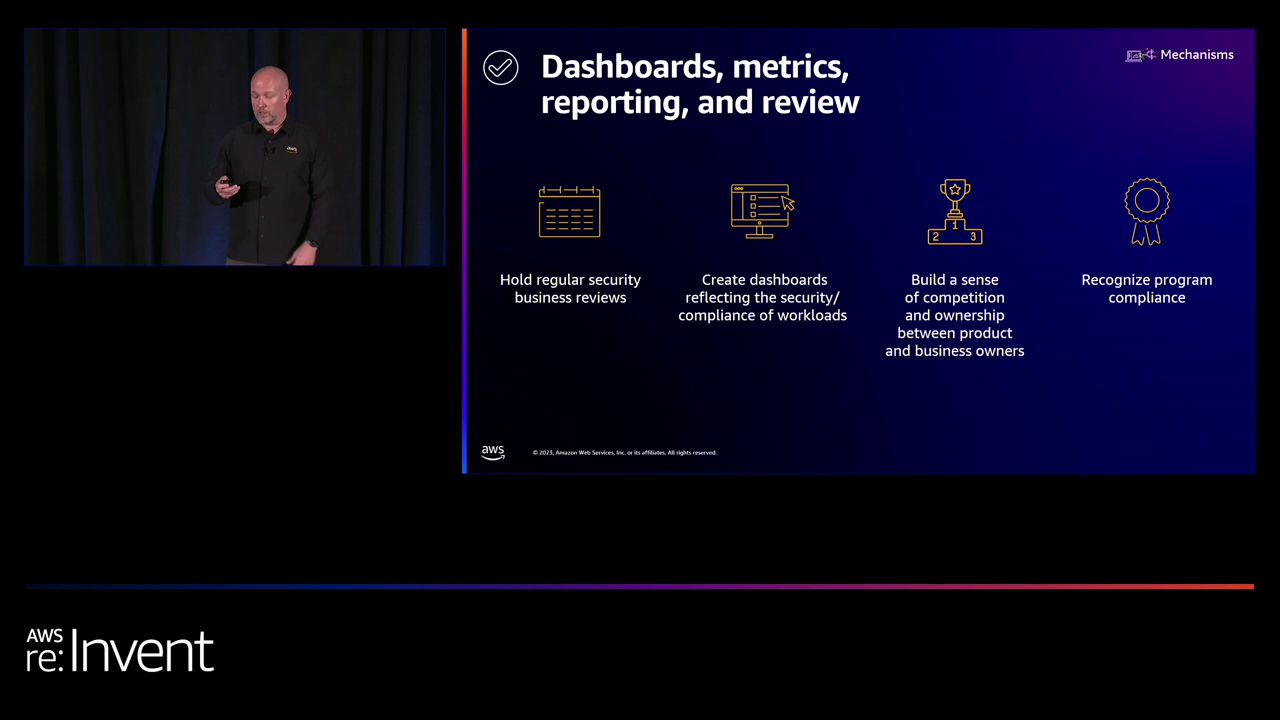 Dashboards, metrics,
reporting, and review
Mechanisms
Hold regular security
business reviews
Create dashboards
reflecting the security/
compliance of workloads
1
2 3
Build a sense
of competition
and ownership
between product
and business owners
Recognize program
compliance
aws
© 2023, Amazon Web Services, Inc. or its affiliates. All rights reserved.
aws
AWS
re:Invent